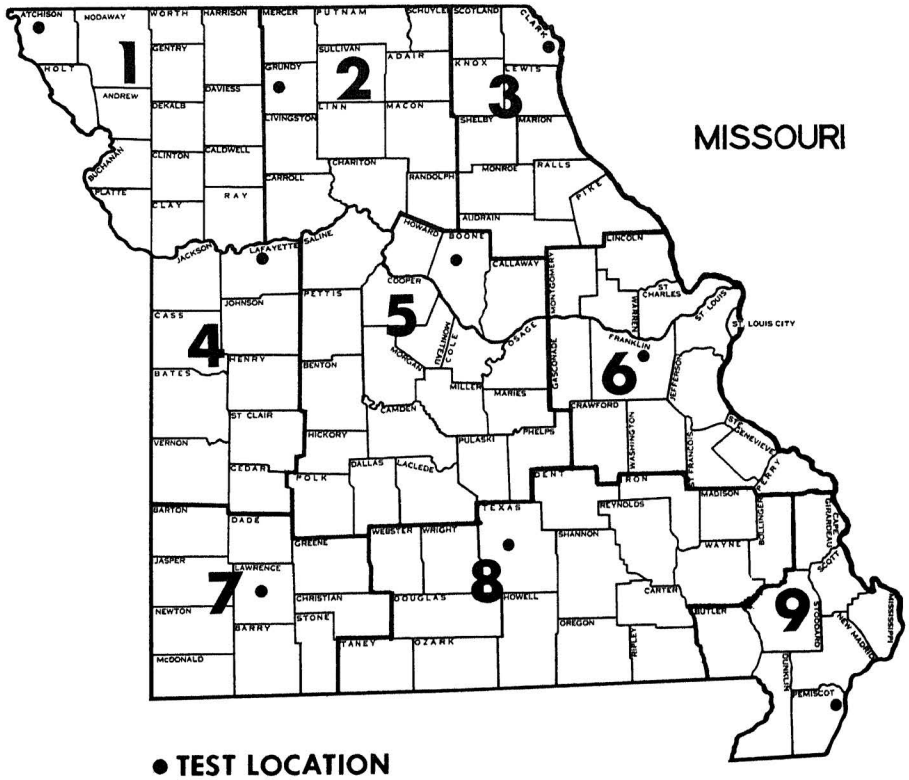 ATCHISON NODAWAY WORTH HARRISON MERCER PUTNAM SCHUYLER SCOTLAND CLARK
HOLT 1 GENTRY GRUNDY SULLIVAN 2 ADAIR KNOX LEWIS 3
ANDREW DEKALB DAVIESS LIVINGSTON LINN MACON SHELBY MARION
MISSOURI
BUCHANAN CLINTON CALDWELL CHARITON MONROE RALLS
PLATTE CLAY RAY CARROLL RANDOLPH AUDRAIN PIKE
JACKSON LAFAYETTE SALINE HOWARD BOONE CALLAWAY MONTGOMERY LINCOLN
JOHNSON PETTIS COOPER WARREN ST CHARLES ST LOUIS
CASS 4 5 MONITEAU COLE OSAGE GASCONADE FRANKLIN 6 ST. LOUIS CITY
BATES HENRY BENTON MORGAN MILLER MARIES JEFFERSON
ST CLAIR CAMDEN CRAWFORD WASHINGTON STE. GENEVIEVE
VERNON HICKORY PULASKI PHELPS ST FRANCOIS PERRY
CEDAR POLK DALLAS LACLEDE DENT IRON
BARTON DADE GREENE WEBSTER WRIGHT TEXAS REYNOLDS MADISON BOLLINGER CAPE GIRARDEAU
JASPER LAWRENCE 7 8 SHANNON WAYNE SCOTT
NEWTON CHRISTIAN DOUGLAS HOWELL CARTER BUTLER 9 STODDARD MISSISSIPPI
BARRY STONE TANEY OZARK OREGON RIPLEY NEW MADRID
McDONALD DUNKLIN PEMISCOT
TEST LOCATION